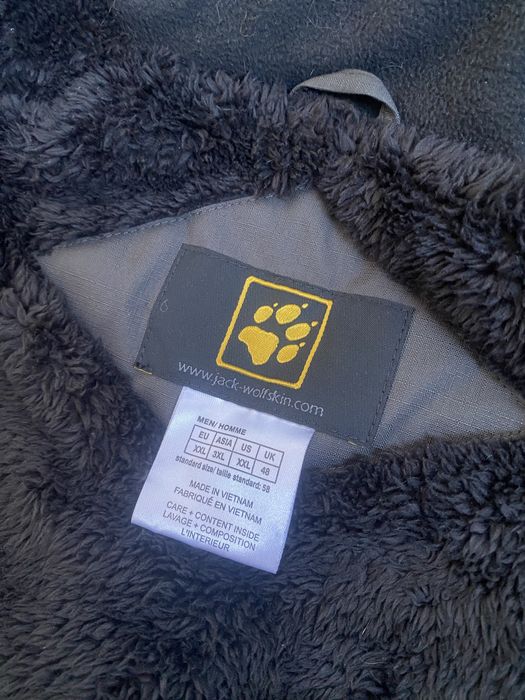 www.jack-wolfskin.com
MEN/ HOMME
EU ASIA US UK
XXL 3XL XXL 48
standard size/ taille standard: 58
MADE IN VIETNAM
FABRIQUÉ EN VIETNAM
CARE + CONTENT INSIDE
LAVAGE + COMPOSITION
L'INTERIEUR